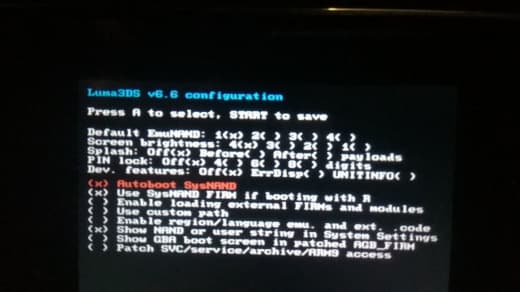 Luma3DS v6.6 configuration
Press A to select, START to save
Default EmuNAND: 1(x) 2( ) 3( ) 4( )
Screen brightness: 4(x) 3( ) 2( ) 1( )
Splash: Off(x) Before( ) After( ) payloads
PIN lock: Off(x) 4( ) 6( ) 8( ) digits
Dev. features: Off(x) ErrDisp( ) UNITINFO( )
(x) Autoboot SysNAND
(x) Use SysNAND FIRM if booting with R
( ) Enable loading external FIRMs and modules
( ) Use custom path
( ) Enable region/language emu. and ext. .code
(x) Show NAND or user string in System Settings
( ) Show GBA boot screen in patched AGB_FIRM
( ) Patch SVC/service/archive/ARM9 access